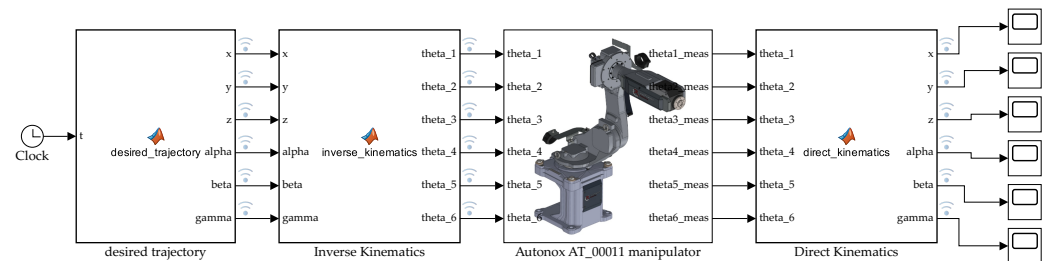 Clock
t
desired_trajectory
x
y
z
alpha
beta
gamma
desired trajectory
x
y
z
alpha
beta
gamma
inverse_kinematics
theta_1
theta_2
theta_3
theta_4
theta_5
theta_6
Inverse Kinematics
theta_1
theta_2
theta_3
theta_4
theta_5
theta_6
theta1_meas
theta2_meas
theta3_meas
theta4_meas
theta5_meas
theta6_meas
Autonox AT_00011 manipulator
theta_1
theta_2
theta_3
theta_4
theta_5
theta_6
direct_kinematics
x
y
z
alpha
beta
gamma
Direct Kinematics